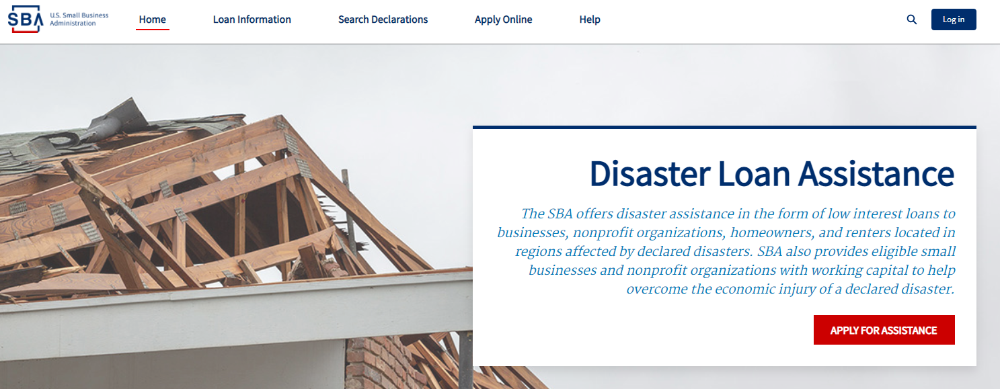 SBA
U.S. Small Business
Administration
Home
Loan Information
Search Declarations
Apply Online
Help
Log in
Disaster Loan Assistance
The SBA offers disaster assistance in the form of low interest loans to
businesses, nonprofit organizations, homeowners, and renters located in
regions affected by declared disasters. SBA also provides eligible small
businesses and nonprofit organizations with working capital to help
overcome the economic injury of a declared disaster.
APPLY FOR ASSISTANCE